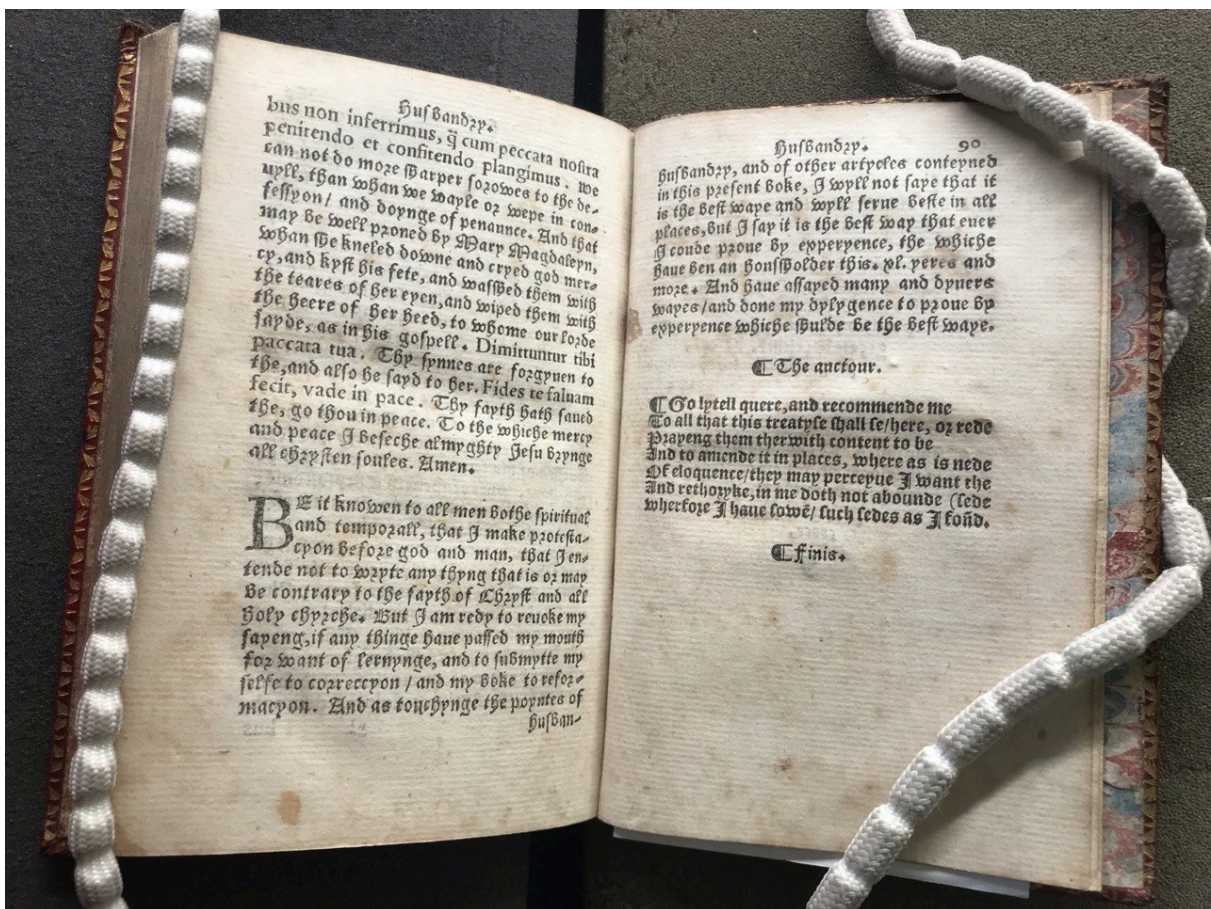 Husbandry.
bus non inferrimus, q̃ cum peccata nostra
penitendo et confitendo plangimus. we
can not do more sharper sorowes to the de-
uyll, than whan we wayle or wepe in con-
fessyon / and doynge of penaunce. And that
may be well proued by Mary Magdaleyn,
whan she kneled downe and cryed god mer-
cy, and kyst his fete, and wasshed them with
the teares of her eyen, and wiped them with
the heere of her heed, to whome our lorde
sayde, as in his gospell. Dimittuntur tibi
paccata tua. Thy synnes are forgyuen to
the, and also he sayd to her. Fides te saluam
fecit, vade in pace. Thy fayth hath saued
the, go thou in peace. To the whiche mercy
and peace I beseche almyghty Jesu brynge
all chrysten soules. Amen.
BE it knowen to all men bothe spiritual
and temporall, that I make protesta-
cyon before god and man, that I en-
tende not to wryte any thyng that is or may
be contrary to the fayth of Chryst and all
holy chyrche. But I am redy to reuoke my
sayeng, if any thinge haue passed my mouth
for want of lernynge, and to submytte my
selfe to correccyon / and my boke to refor-
macyon. And as touchynge the poyntes of
husban-
Husbandry. 90
husbandry, and of other artycles conteyned
in this present boke, I wyll not saye that it
is the best waye and wyll serue beste in all
places, but I say it is the best way that euer
I coude proue by experyence, the whiche
haue ben an housholder this. xl. yeres and
more. And haue assayed many and dyuers
wayes / and done my dylygence to proue by
experyence whiche shulde be the best waye.
¶ The auctour.
¶ Go lytell quere, and recommende me
To all that this treatyse shall se / here, or rede
Prayeng them therwith content to be
And to amende it in places, where as is nede
Of eloquence / they may perceyue I want the
And rethoryke, in me doth not abounde (sede
wherfore I haue sowẽ / such sedes as I foñd.
¶ Finis.